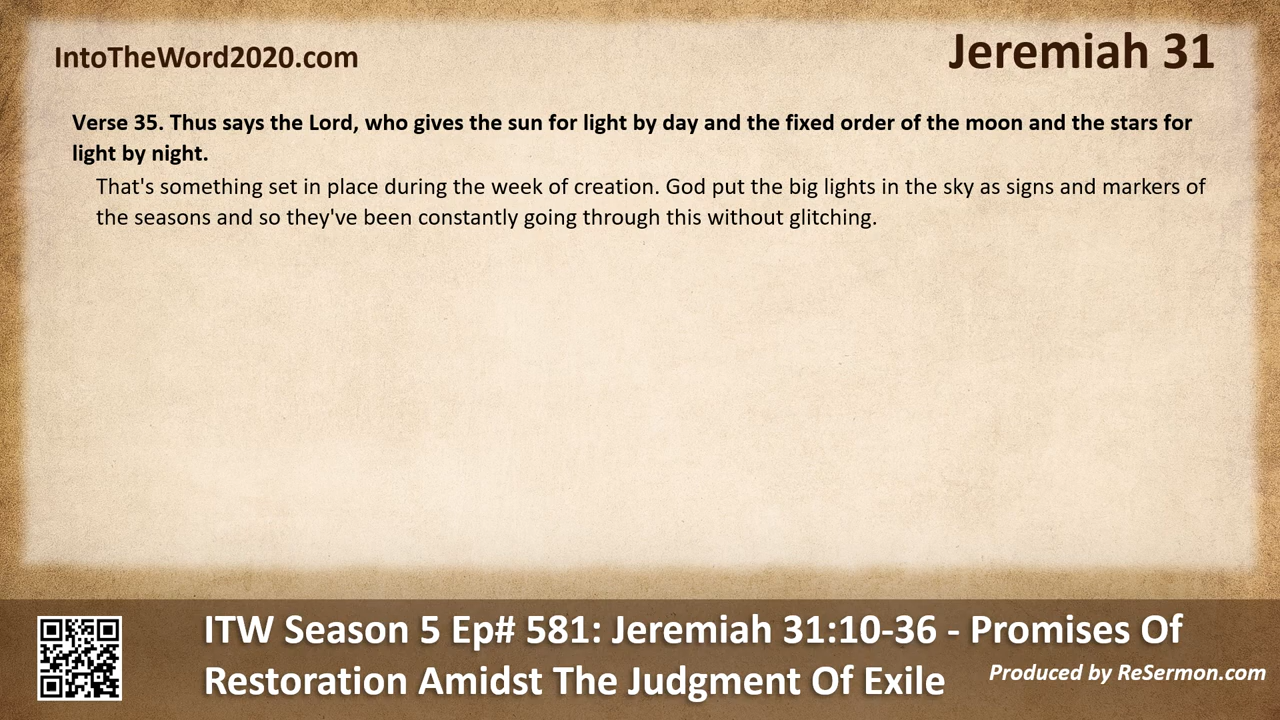 IntoTheWord2020.com
Jeremiah 31
Verse 35. Thus says the Lord, who gives the sun for light by day and the fixed order of the moon and the stars for
light by night.
That's something set in place during the week of creation. God put the big lights in the sky as signs and markers of
the seasons and so they've been constantly going through this without glitching.
ITW Season 5 Ep# 581: Jeremiah 31:10-36 - Promises Of
Restoration Amidst The Judgment Of Exile
Produced by ReSermon.com